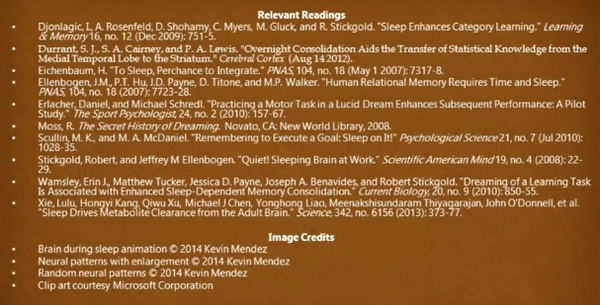 Relevant Readings
• Djonlagic, I., A. Rosenfeld, D. Shohamy, C. Myers, M. Gluck, and R. Stickgold. "Sleep Enhances Category Learning." Learning
& Memory 16, no. 12 (Dec 2009): 751-5.
• Durrant, S. J., S. A. Cairney, and P. A. Lewis. "Overnight Consolidation Aids the Transfer of Statistical Knowledge from the
Medial Temporal Lobe to the Striatum." Cerebral Cortex (Aug 14 2012).
• Eichenbaum, H. "To Sleep, Perchance to Integrate." PNAS, 104, no. 18 (May 1 2007): 7317-8.
• Ellenbogen, J.M., P.T. Hu, J.D. Payne, D. Titone, and M.P. Walker. "Human Relational Memory Requires Time and Sleep."
PNAS, 104, no. 18 (2007): 7723-28.
• Erlacher, Daniel, and Michael Schredl. "Practicing a Motor Task in a Lucid Dream Enhances Subsequent Performance: A Pilot
Study." The Sport Psychologist, 24, no. 2 (2010): 157-67.
• Moss, R. The Secret History of Dreaming. Novato, CA: New World Library, 2008.
• Scullin, M. K., and M. A. McDaniel. "Remembering to Execute a Goal: Sleep on It!" Psychological Science 21, no. 7 (Jul 2010):
1028-35.
• Stickgold, Robert, and Jeffrey M Ellenbogen. "Quiet! Sleeping Brain at Work." Scientific American Mind 19, no. 4 (2008): 22-
29.
• Wamsley, Erin J., Matthew Tucker, Jessica D. Payne, Joseph A. Benavides, and Robert Stickgold. "Dreaming of a Learning Task
Is Associated with Enhanced Sleep-Dependent Memory Consolidation." Current Biology, 20, no. 9 (2010): 850-55.
• Xie, Lulu, Hongyi Kang, Qiwu Xu, Michael J Chen, Yonghong Liao, Meenakshisundaram Thiyagarajan, John O'Donnell, et al.
"Sleep Drives Metabolite Clearance from the Adult Brain." Science, 342, no. 6156 (2013): 373-77.
Image Credits
• Brain during sleep animation © 2014 Kevin Mendez
• Neural patterns with enlargement © 2014 Kevin Mendez
• Random neural patterns © 2014 Kevin Mendez
• Clip art courtesy Microsoft Corporation